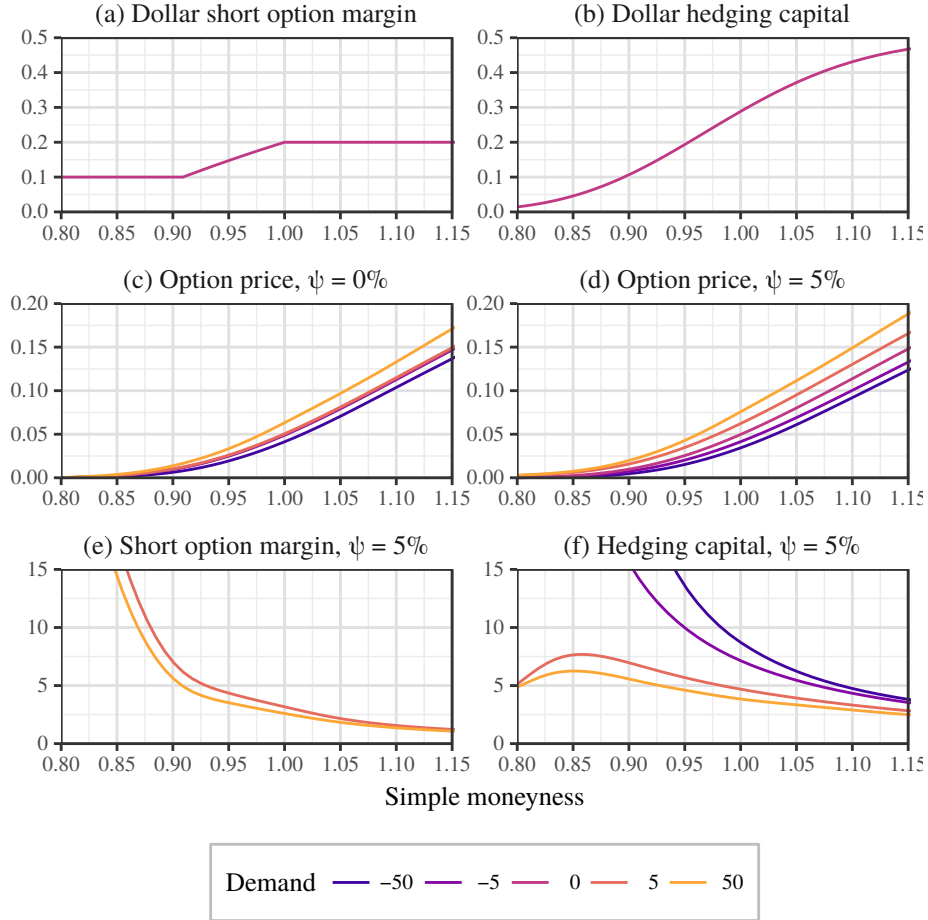 (a) Dollar short option margin
(b) Dollar hedging capital
0.5
0.4
0.3
0.2
0.1
0.0
0.80 0.85 0.90 0.95 1.00 1.05 1.10 1.15
0.5
0.4
0.3
0.2
0.1
0.0
0.80 0.85 0.90 0.95 1.00 1.05 1.10 1.15
(c) Option price, ψ = 0%
(d) Option price, ψ = 5%
0.20
0.15
0.10
0.05
0.00
0.80 0.85 0.90 0.95 1.00 1.05 1.10 1.15
0.20
0.15
0.10
0.05
0.00
0.80 0.85 0.90 0.95 1.00 1.05 1.10 1.15
(e) Short option margin, ψ = 5%
(f) Hedging capital, ψ = 5%
15
10
5
0
0.80 0.85 0.90 0.95 1.00 1.05 1.10 1.15
15
10
5
0
0.80 0.85 0.90 0.95 1.00 1.05 1.10 1.15
Simple moneyness
Demand −50 −5 0 5 50